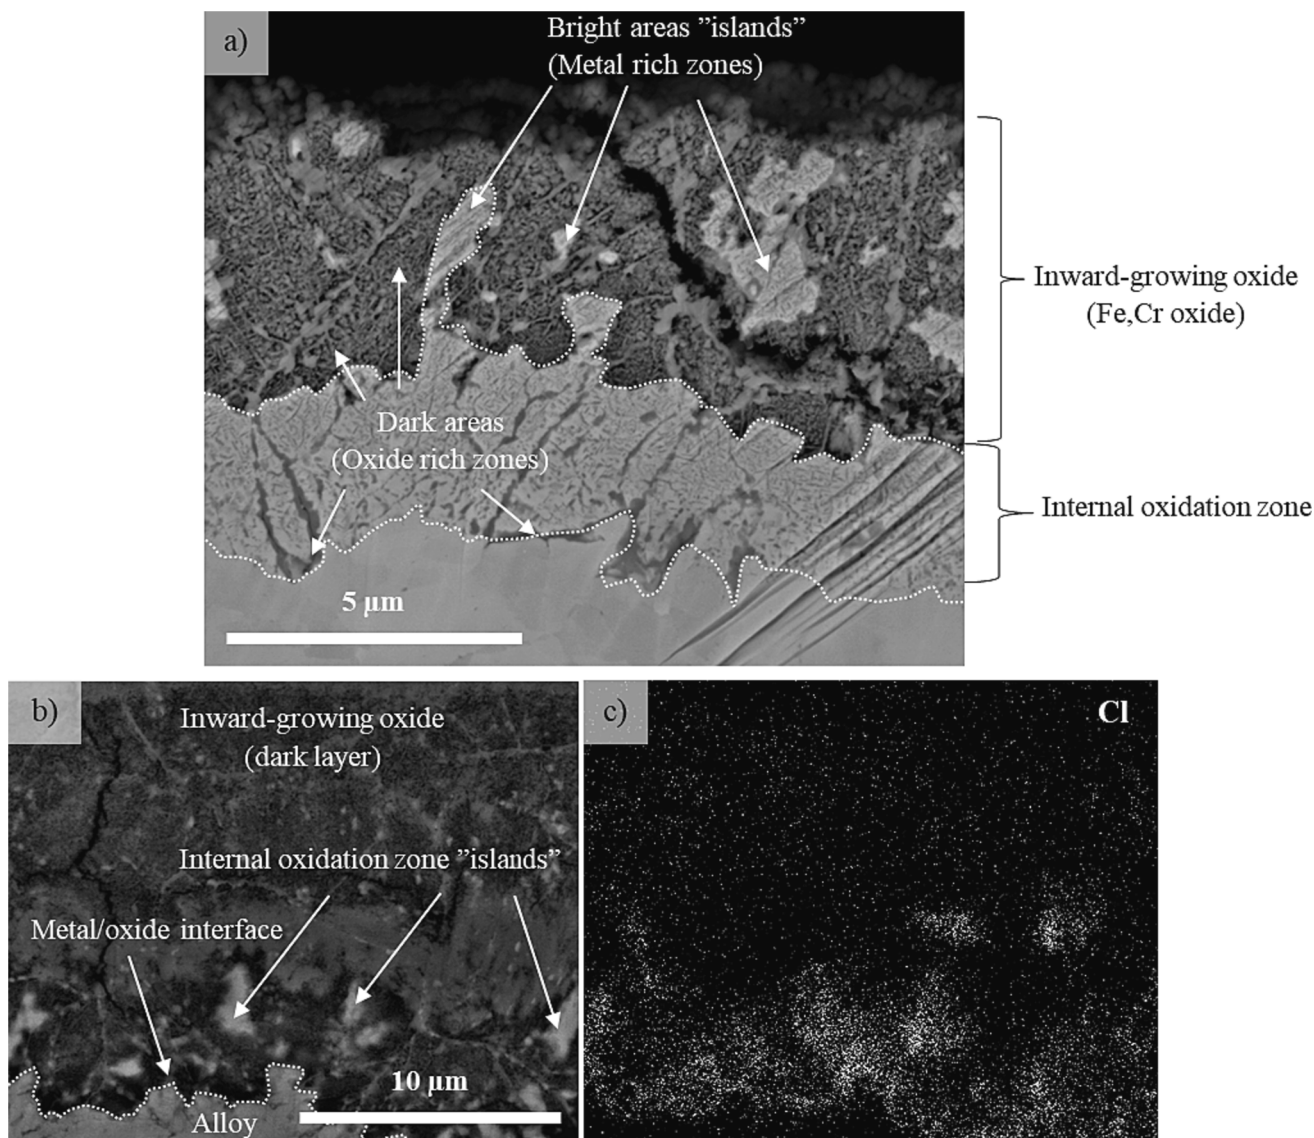 a)
Bright areas ”islands”
(Metal rich zones)
Inward-growing oxide
(Fe,Cr oxide)
Dark areas
(Oxide rich zones)
Internal oxidation zone
5 µm
b)
Inward-growing oxide
(dark layer)
Internal oxidation zone ”islands”
Metal/oxide interface
10 µm
Alloy
c)
Cl